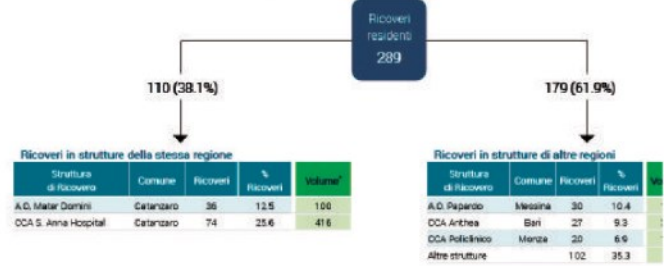 Ricoveri
residenti
289
110 (38.1%)
179 (61.9%)
Ricoveri in strutture della stessa regione
Struttura di Ricovero Comune Ricoveri % Ricoveri Volume*
A.O. Mater Domini Catanzaro 36 12.5 100
CCA S. Anna Hospital Catanzaro 74 25.6 416
Ricoveri in strutture di altre regioni
Struttura di Ricovero Comune Ricoveri % Ricoveri
A.O. Papardo Messina 30 10.4
CCA Anthea Bari 27 9.3
CCA Policlinico Monza 20 6.9
Altre strutture 102 35.3